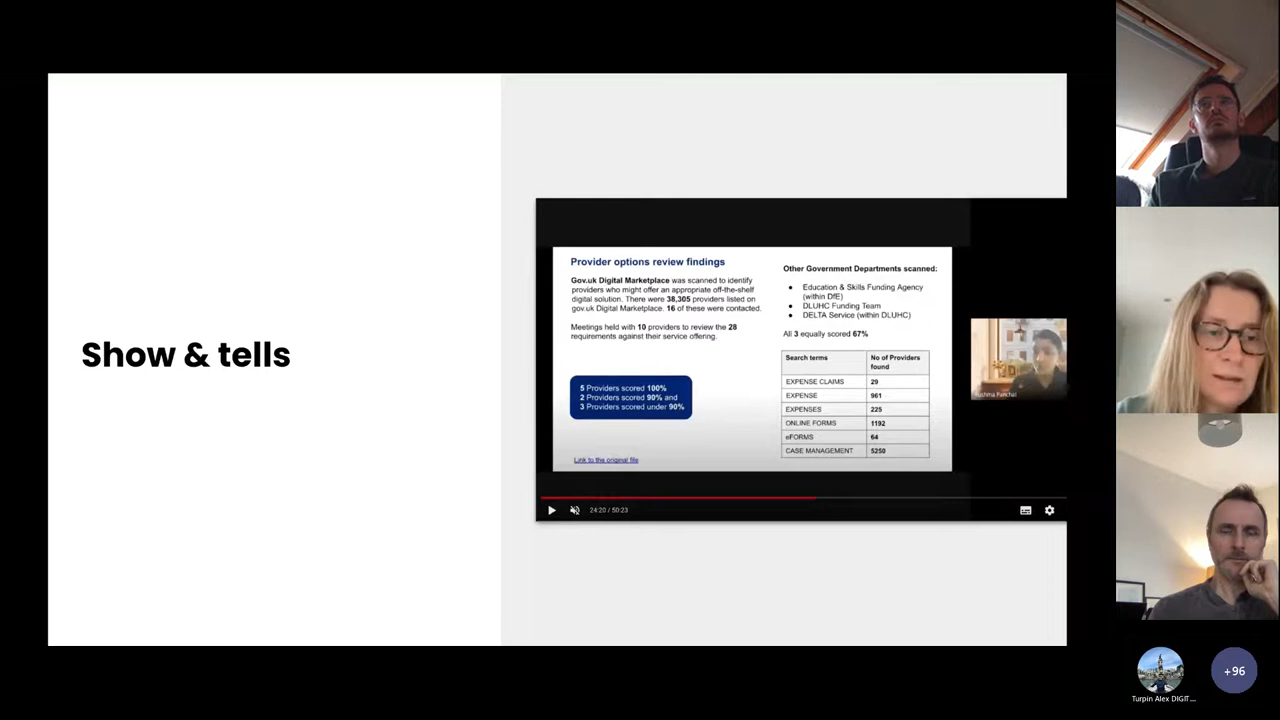 Show & tells
Provider options review findings
Gov.uk Digital Marketplace was scanned to identify
providers who might offer an appropriate off-the-shelf
digital solution. There were 38,305 providers listed on
gov.uk Digital Marketplace. 16 of these were contacted.
Meetings held with 10 providers to review the 28
requirements against their service offering.
5 Providers scored 100%
2 Providers scored 90% and
3 Providers scored under 90%
Link to the original file
Other Government Departments scanned:
● Education & Skills Funding Agency
(within DfE)
● DLUHC Funding Team
● DELTA Service (within DLUHC)
All 3 equally scored 67%
Search terms No of Providers
found
EXPENSE CLAIMS 29
EXPENSE 961
EXPENSES 225
ONLINE FORMS 1192
eFORMS 64
CASE MANAGEMENT 5250
24:20 / 50:23
Turpin Alex DIGIT...
+96